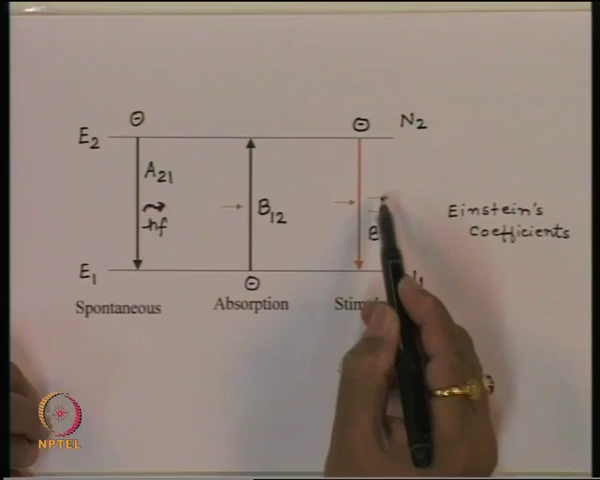 E2
N2
A21
hf
B12
B
Einstein's
Coefficients
E1
Spontaneous
Absorption
NPTEL